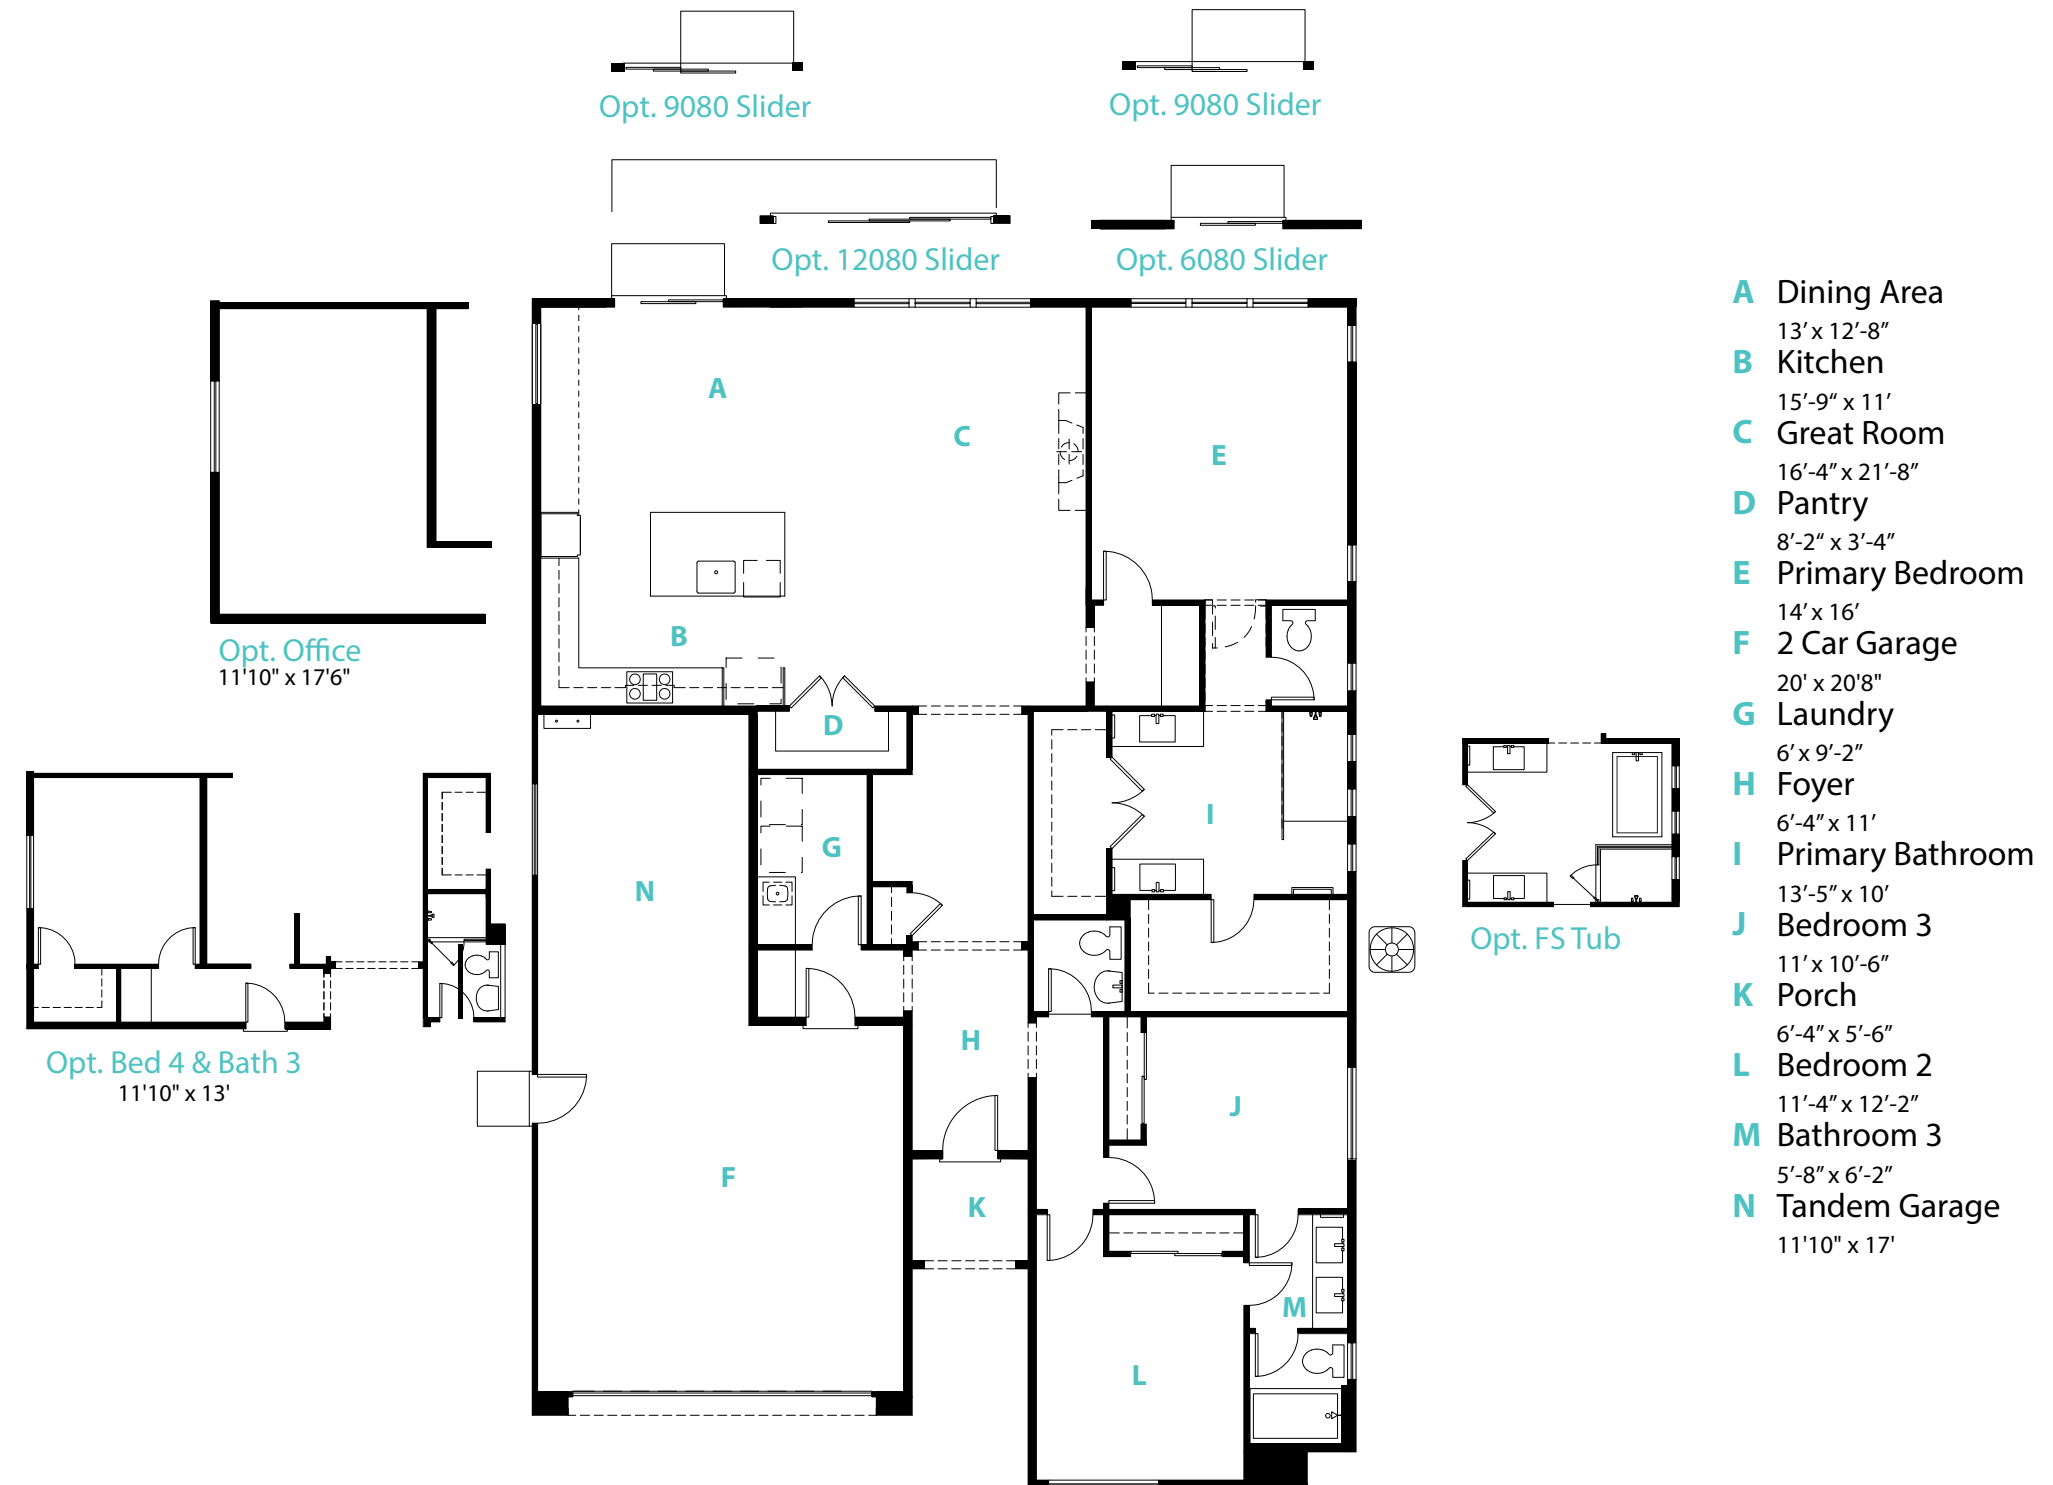 Opt. 9080 Slider
Opt. 9080 Slider
Opt. 12080 Slider
Opt. 6080 Slider
A
C
E
B
D
I
G
N
H
J
F
K
M
L
Opt. Office
11'10" x 17'6"
Opt. Bed 4 & Bath 3
11'10" x 13'
Opt. FS Tub
A Dining Area
13’ x 12’-8”
B Kitchen
15’-9“ x 11’
C Great Room
16’-4” x 21’-8”
D Pantry
8’-2“ x 3’-4”
E Primary Bedroom
14’ x 16’
F 2 Car Garage
20' x 20'8"
G Laundry
6’ x 9’-2”
H Foyer
6’-4” x 11’
I Primary Bathroom
13’-5” x 10’
J Bedroom 3
11’ x 10’-6”
K Porch
6’-4” x 5’-6”
L Bedroom 2
11’-4” x 12’-2”
M Bathroom 3
5’-8” x 6’-2”
N Tandem Garage
11'10" x 17'